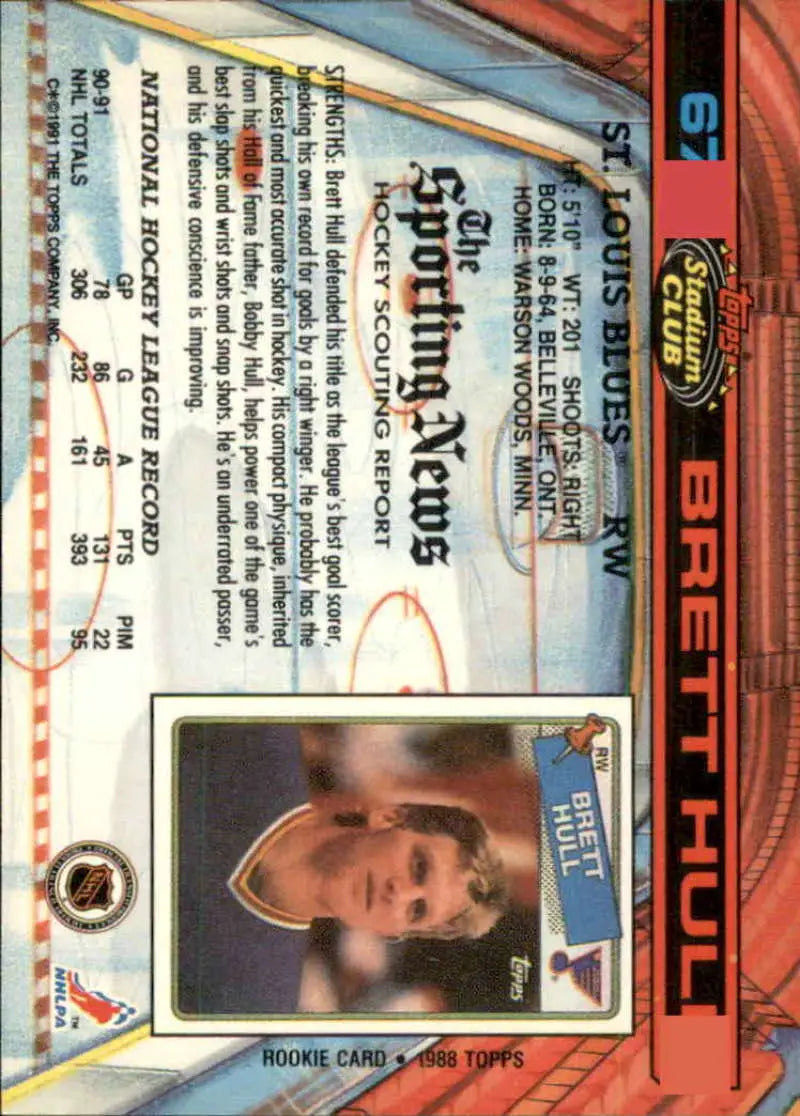 67
Topps
Stadium
CLUB
BRETT HUL
ST. LOUIS BLUES® RW
HT: 5'10" WT: 201 SHOOTS: RIGHT
BORN: 8-9-64, BELLEVILLE, ONT.
HOME: WARSON WOODS, MINN.
The
Sporting News
HOCKEY SCOUTING REPORT
STRENGTHS: Brett Hull defended his title as the league's best goal scorer,
breaking his own record for goals by a right winger. He probably has the
quickest and most accurate shot in hockey. His compact physique, inherited
from his Hall of Fame father, Bobby Hull, helps power one of the game's
best slap shots and wrist shots and snap shots. He's an underrated passer,
and his defensive conscience is improving.
NATIONAL HOCKEY LEAGUE RECORD
GP G A PTS PIM
90-91 78 86 45 131 22
NHL TOTALS 306 232 161 393 95
C#©1991 THE TOPPS COMPANY, INC.
RW
BRETT
HULL
Topps
ROOKIE CARD • 1988 TOPPS
NHL
NHLPA™